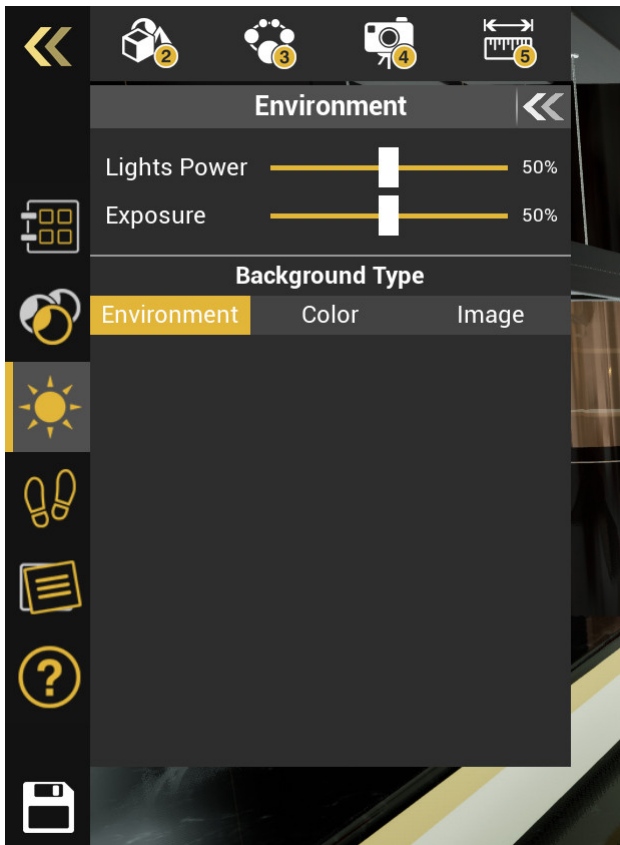 2 3 4 5
Environment
Lights Power 50%
Exposure 50%
Background Type
Environment Color Image
?